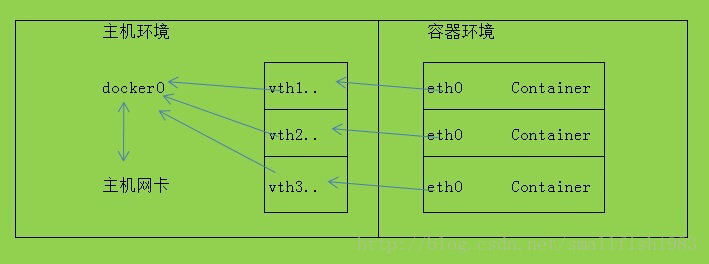 主机环境 容器环境
docker0 vth1.. eth0 Container
vth2.. eth0 Container
主机网卡 vth3.. eth0 Container